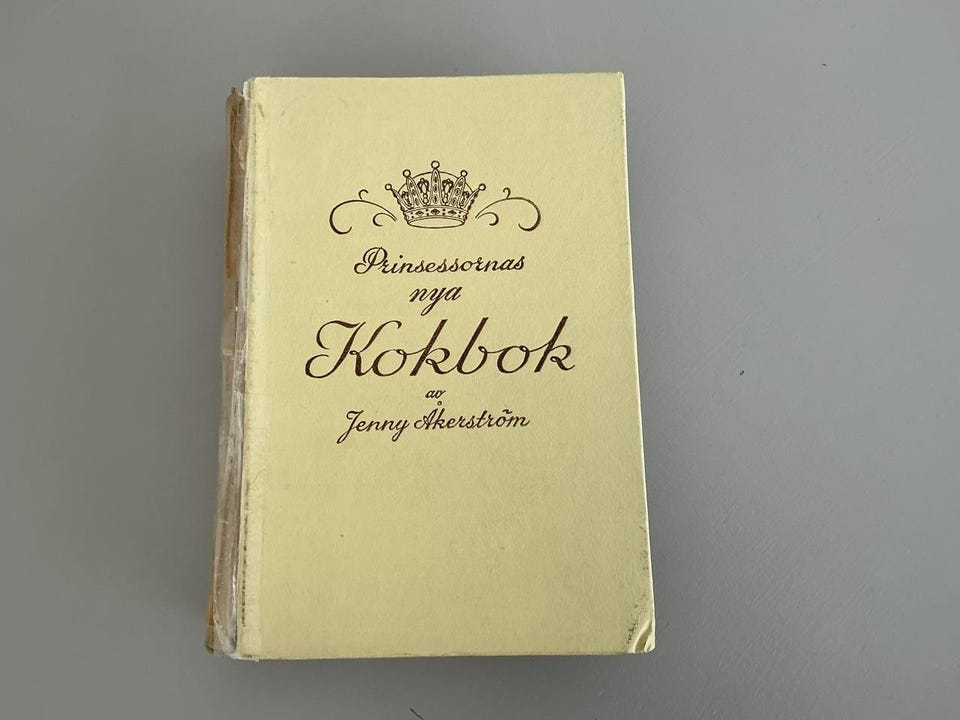 Prinsessornas
nya
Kokbok
av
Jenny Åkerström